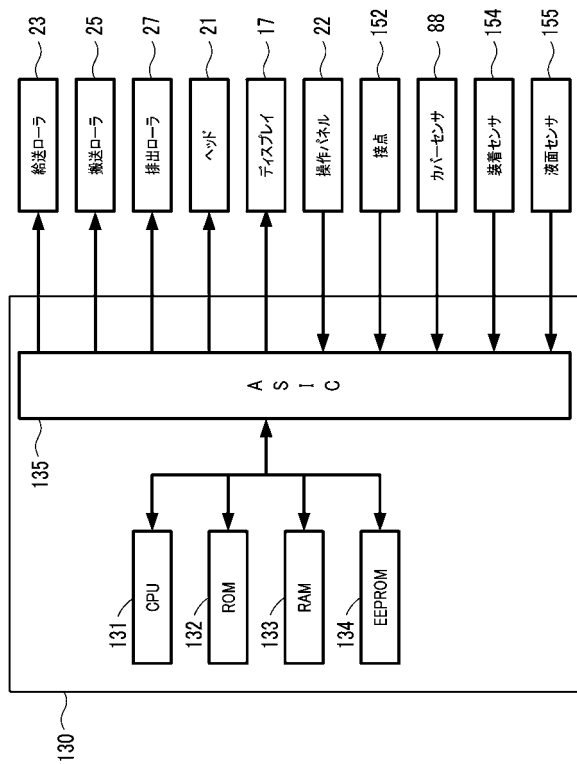 130
131
CPU
132
ROM
133
RAM
134
EEPROM
135
ASIC
給送ローラ
23
搬送ローラ
25
排出ローラ
27
ヘッド
21
ディスプレイ
17
操作パネル
22
接点
152
カバーセンサ
88
装着センサ
154
液面センサ
155